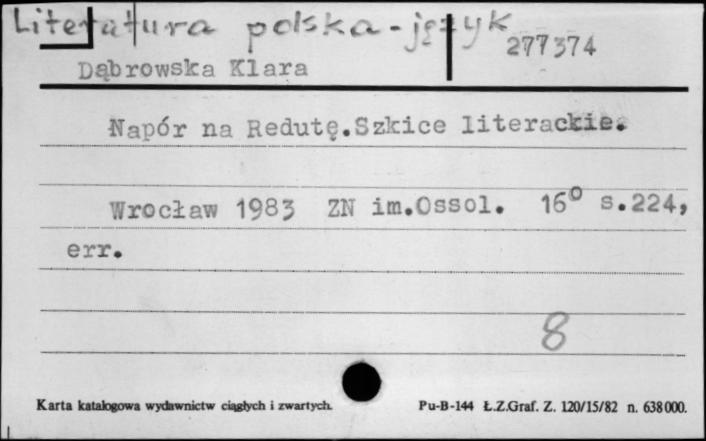 Literatura polska - język
277374
Dąbrowska Klara
Napór na Redutę.Szkice literackie.
Wrocław 1983 ZN im.Ossol. 16° s.224,
err.
8
Karta katalogowa wydawnictw ciągłych i zwartych.
Pu-B-144 Ł.Z.Graf. Z. 120/15/82 n. 638000.